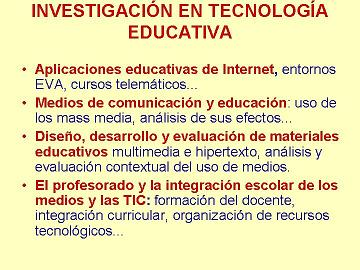 INVESTIGACIÓN EN TECNOLOGÍA
EDUCATIVA
• Aplicaciones educativas de Internet, entornos
EVA, cursos telemáticos...
• Medios de comunicación y educación: uso de
los mass media, análisis de sus efectos...
• Diseño, desarrollo y evaluación de materiales
educativos multimedia e hipertexto, análisis y
evaluación contextual del uso de medios.
• El profesorado y la integración escolar de los
medios y las TIC: formación del docente,
integración curricular, organización de recursos
tecnológicos...